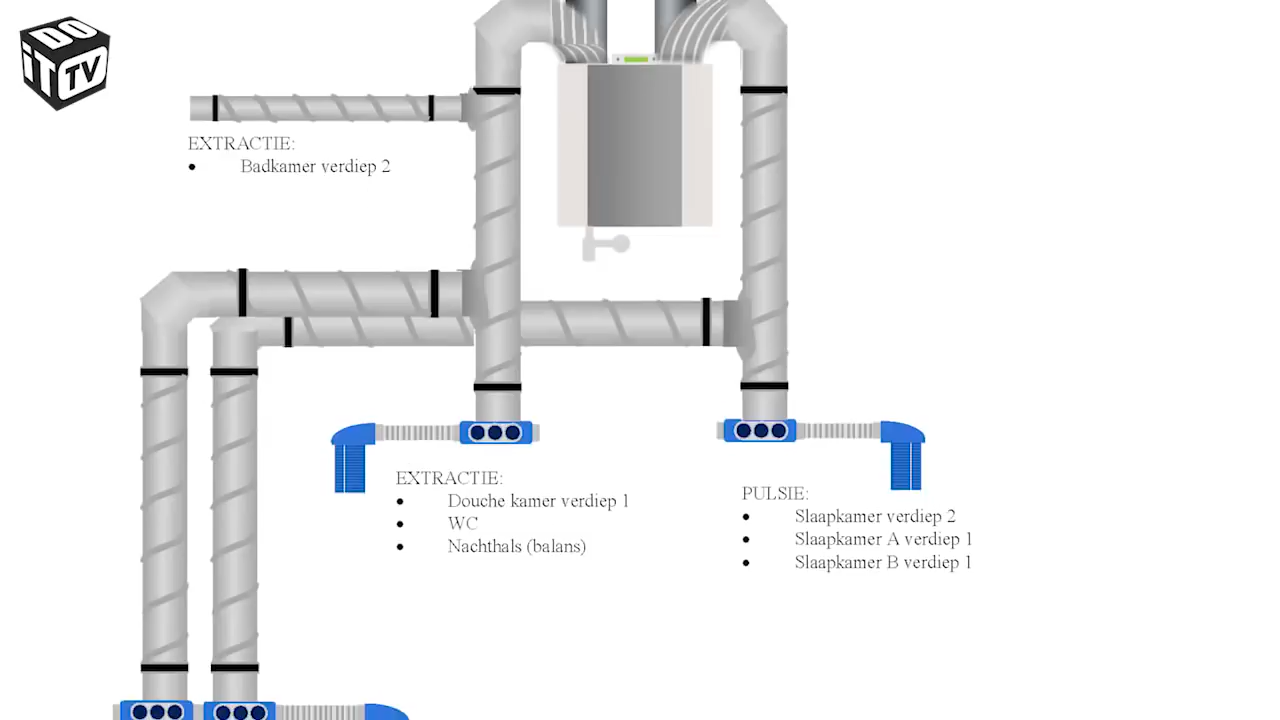 DO
iT
TV
EXTRACTIE:
• Badkamer verdiep 2
EXTRACTIE:
• Douche kamer verdiep 1
• WC
• Nachthals (balans)
PULSIE:
• Slaapkamer verdiep 2
• Slaapkamer A verdiep 1
• Slaapkamer B verdiep 1